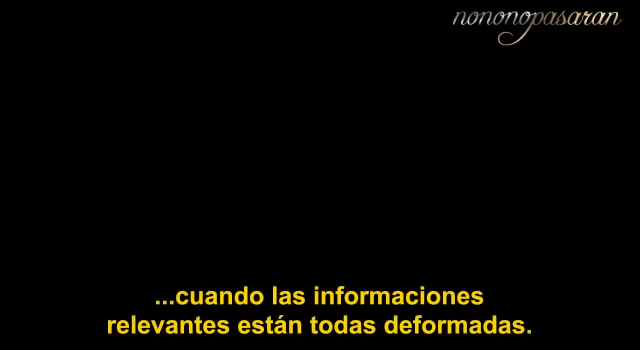 nononopasaran
...cuando las informaciones
relevantes están todas deformadas.